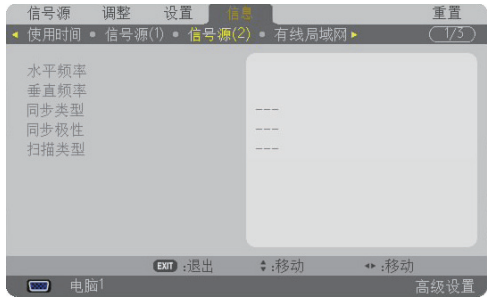 信号源 调整 设置 信息 重置
使用时间 信号源(1) 信号源(2) 有线局域网 (1/3)
水平频率
垂直频率
同步类型 ---
同步极性 ---
扫描类型 ---
EXIT :退出 :移动 :移动
电脑1 高级设置